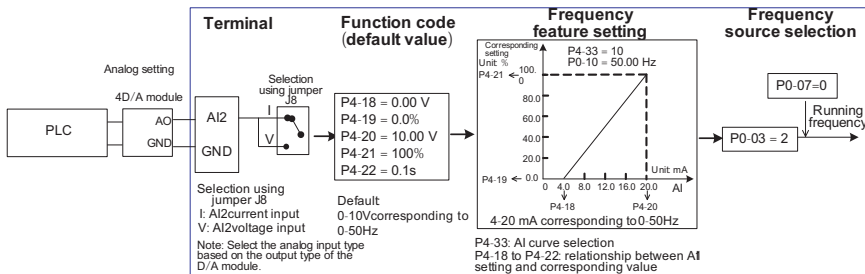 Terminal
Function code
(default value)
Frequency
feature setting
Frequency
source selection
Analog setting
4D/A module
PLC
AO
GND
AI2
GND
I
V
Selection
using jumper
J8
P4-18 = 0.00 V
P4-19 = 0.0%
P4-20 = 10.00 V
P4-21 = 100%
P4-22 = 0.1s
Corresponding
setting
Unit: %
P4-21
100.
0
80.0
60.0
40.0
20.0
0.0
P4-19
P4-33 = 10
P0-10 = 50.00 Hz
Unit: mA
0 4.0 8.0 12.0 16.0 20.0
AI
P4-18
P4-20
4-20 mA corresponding to 0-50Hz
P0-07=0
P0-03 = 2
Running
frequency
Selection using
jumper J8
I: AI2current input
V: AI2voltage input
Note: Select the analog input type
based on the output type of the
D/A module.
Default:
0-10Vcorresponding to
0-50Hz
P4-33: AI curve selection
P4-18 to P4-22: relationship between AI
setting and corresponding value